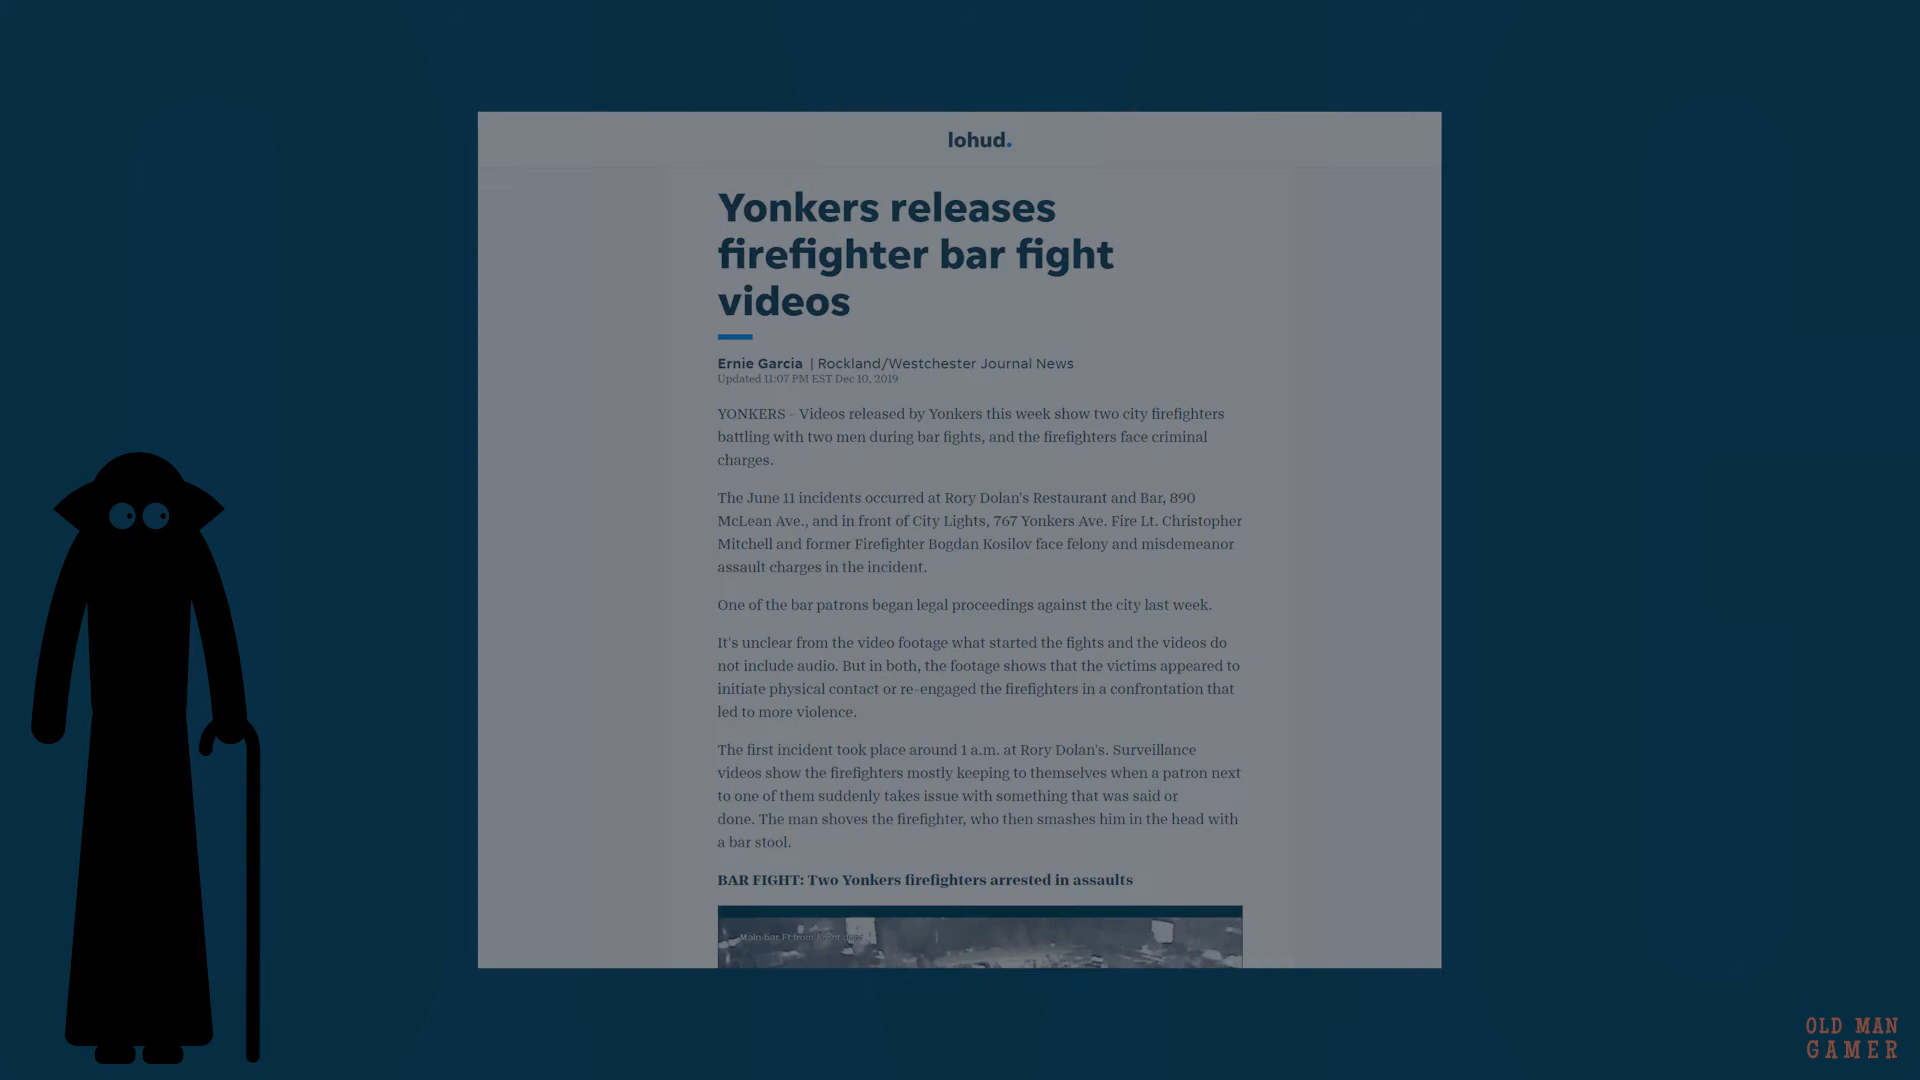 lohud.
Yonkers releases
firefighter bar fight
videos
Ernie Garcia | Rockland/Westchester Journal News
Updated 11:07 PM EST Dec 10, 2019
YONKERS - Videos released by Yonkers this week show two city firefighters
battling with two men during bar fights, and the firefighters face criminal
charges.
The June 11 incidents occurred at Rory Dolan's Restaurant and Bar, 890
McLean Ave., and in front of City Lights, 767 Yonkers Ave. Fire Lt. Christopher
Mitchell and former Firefighter Bogdan Kosilov face felony and misdemeanor
assault charges in the incident.
One of the bar patrons began legal proceedings against the city last week.
It's unclear from the video footage what started the fights and the videos do
not include audio. But in both, the footage shows that the victims appeared to
initiate physical contact or re-engaged the firefighters in a confrontation that
led to more violence.
The first incident took place around 1 a.m. at Rory Dolan's. Surveillance
videos show the firefighters mostly keeping to themselves when a patron next
to one of them suddenly takes issue with something that was said or
done. The man shoves the firefighter, who then smashes him in the head with
a bar stool.
BAR FIGHT: Two Yonkers firefighters arrested in assaults
Main bar Ft from Front door
OLD MAN
GAMER